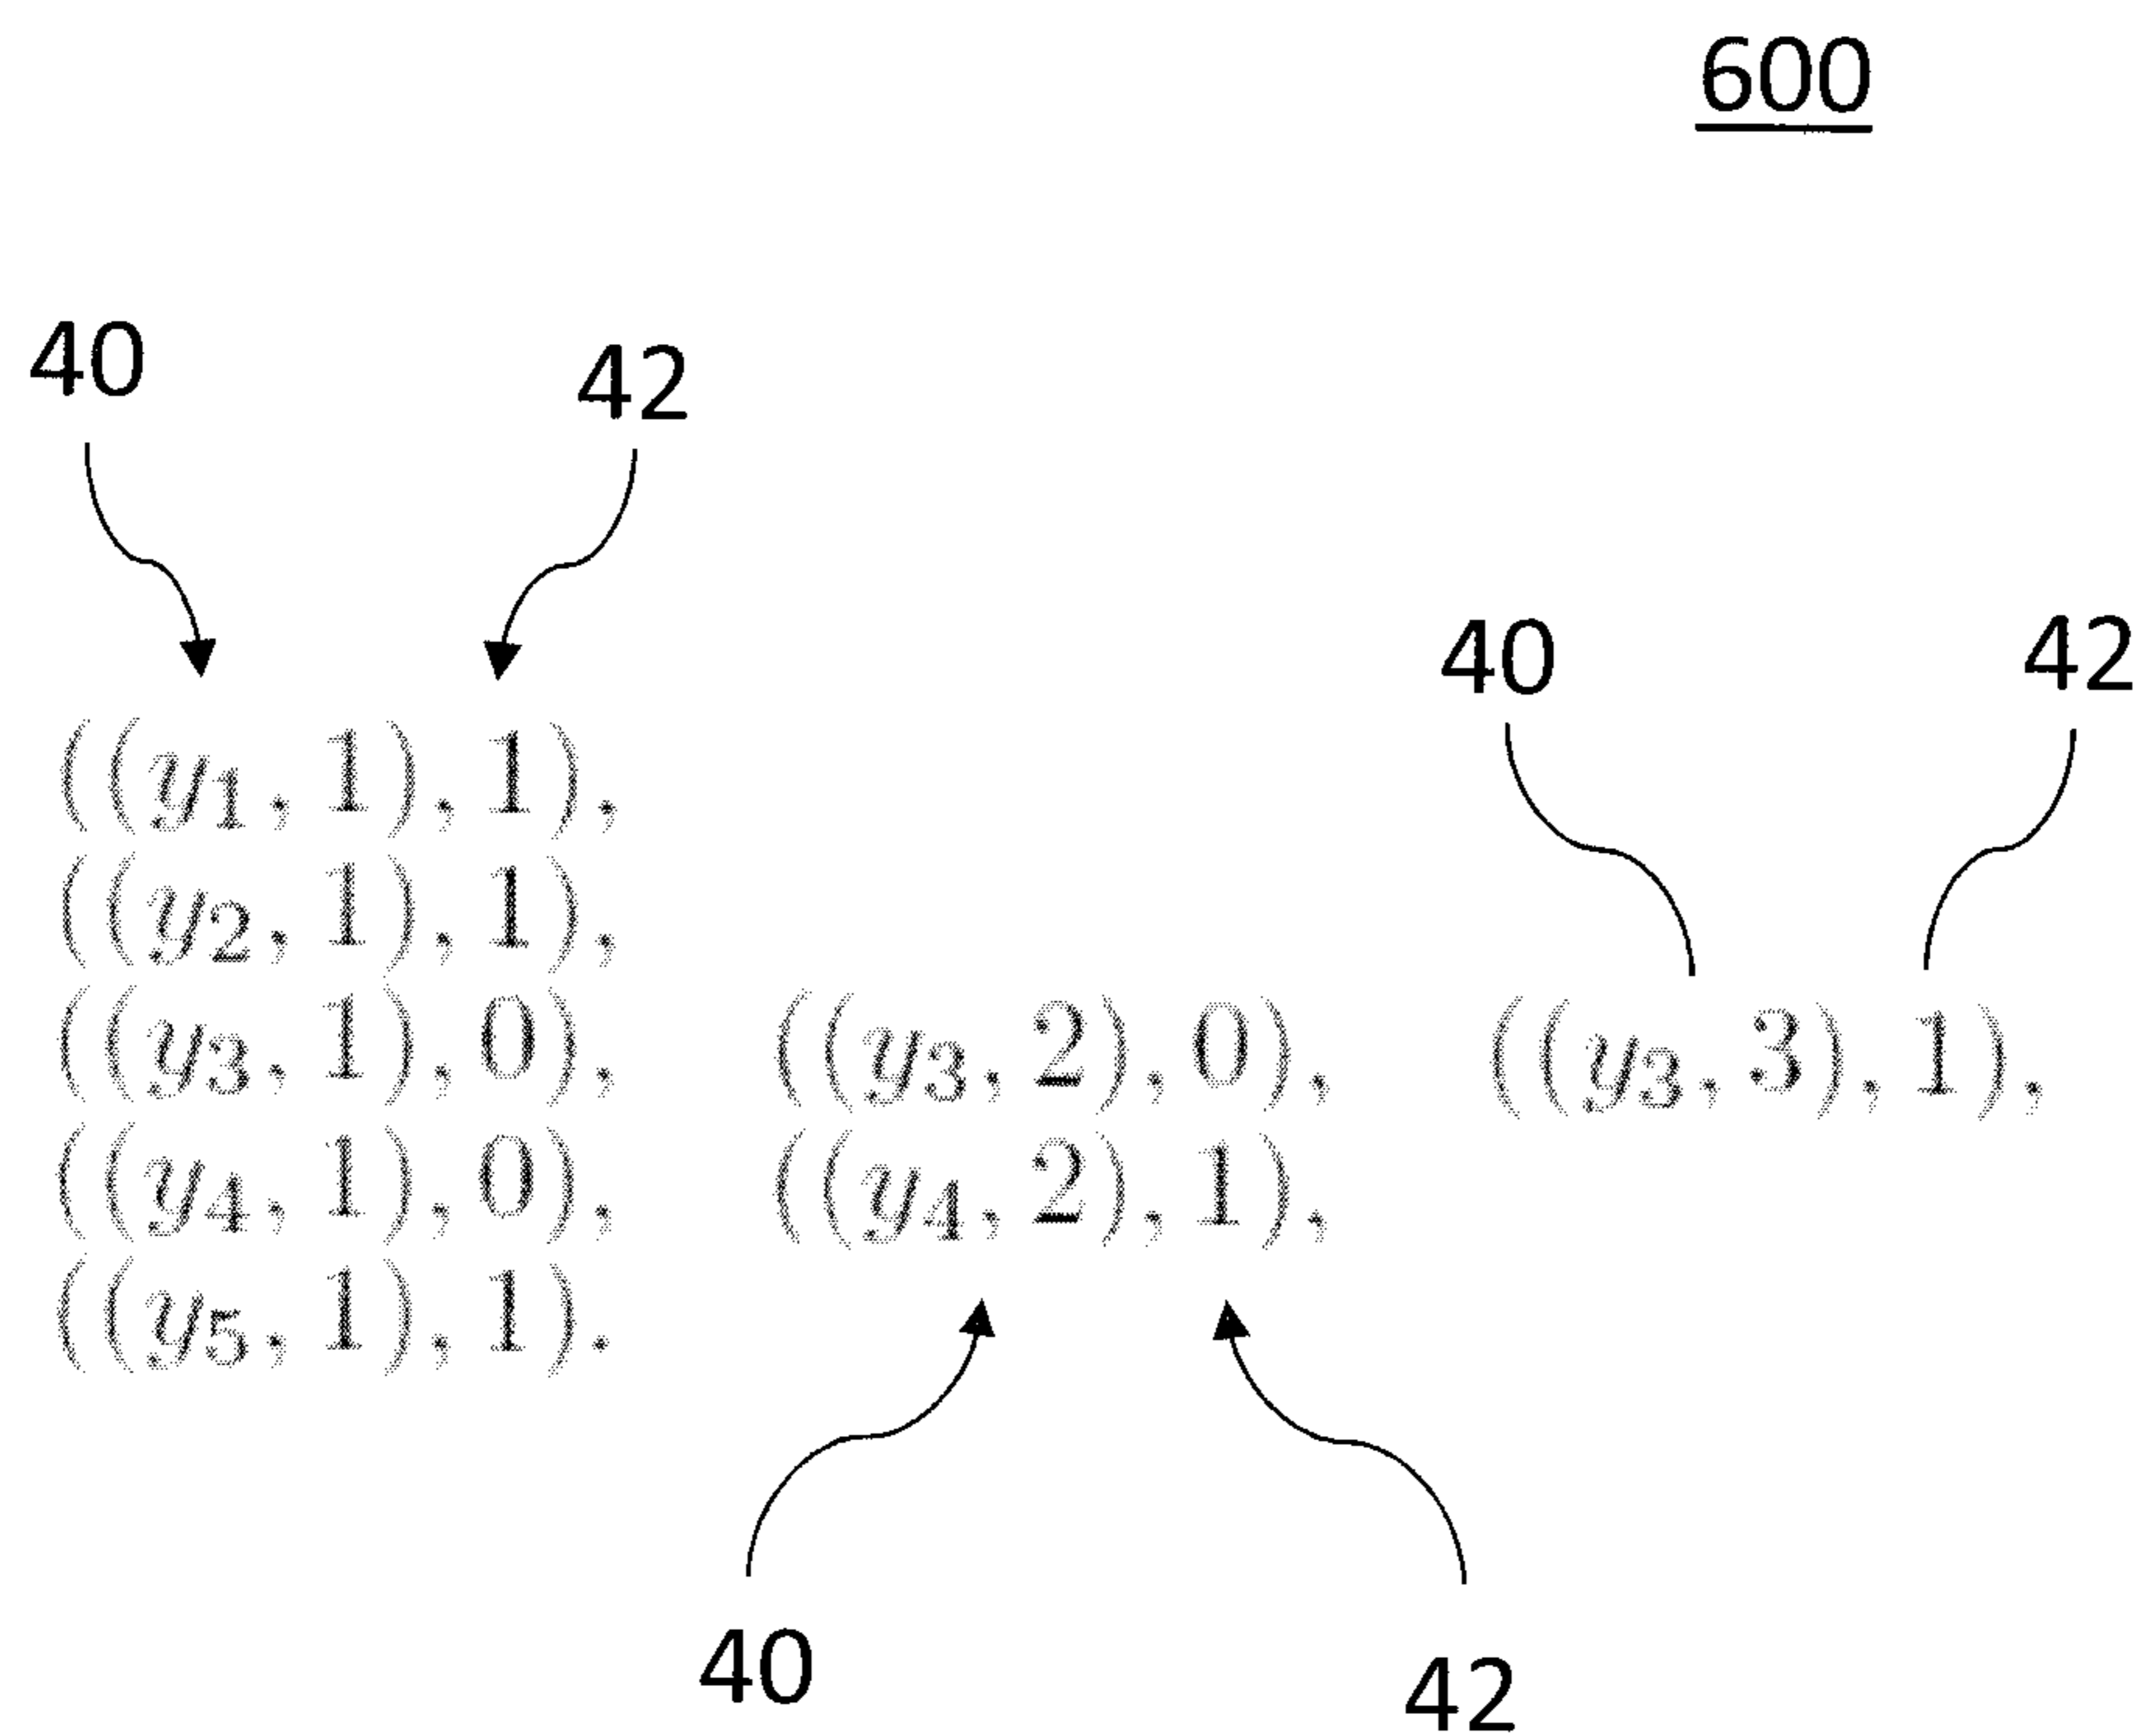 600
40 42
40 42
((y1, 1), 1),
((y2, 1), 1),
((y3, 1), 0), ((y3, 2), 0), ((y3, 3), 1),
((y4, 1), 0), ((y4, 2), 1),
((y5, 1), 1).
40 42